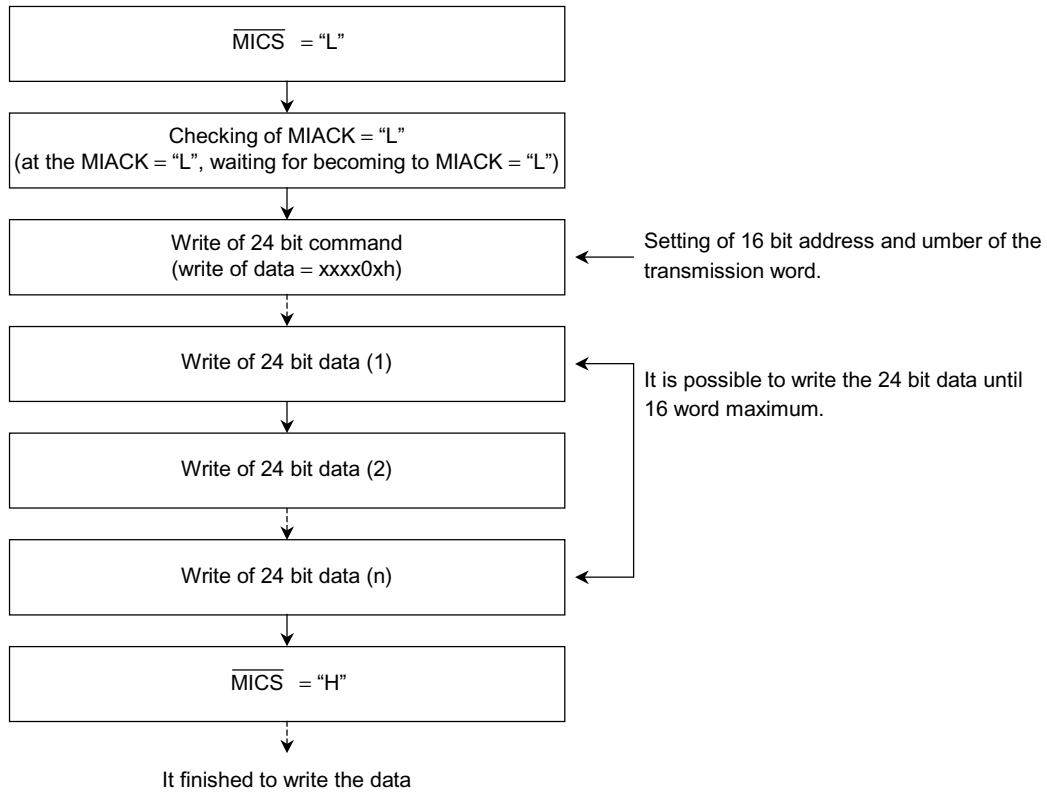 MICS = “L”
Checking of MIACK = “L”
(at the MIACK = “L”, waiting for becoming to MIACK = “L”)
Write of 24 bit command
(write of data = xxxx0xh)
Setting of 16 bit address and umber of the
transmission word.
Write of 24 bit data (1)
It is possible to write the 24 bit data until
16 word maximum.
Write of 24 bit data (2)
Write of 24 bit data (n)
MICS = “H”
It finished to write the data